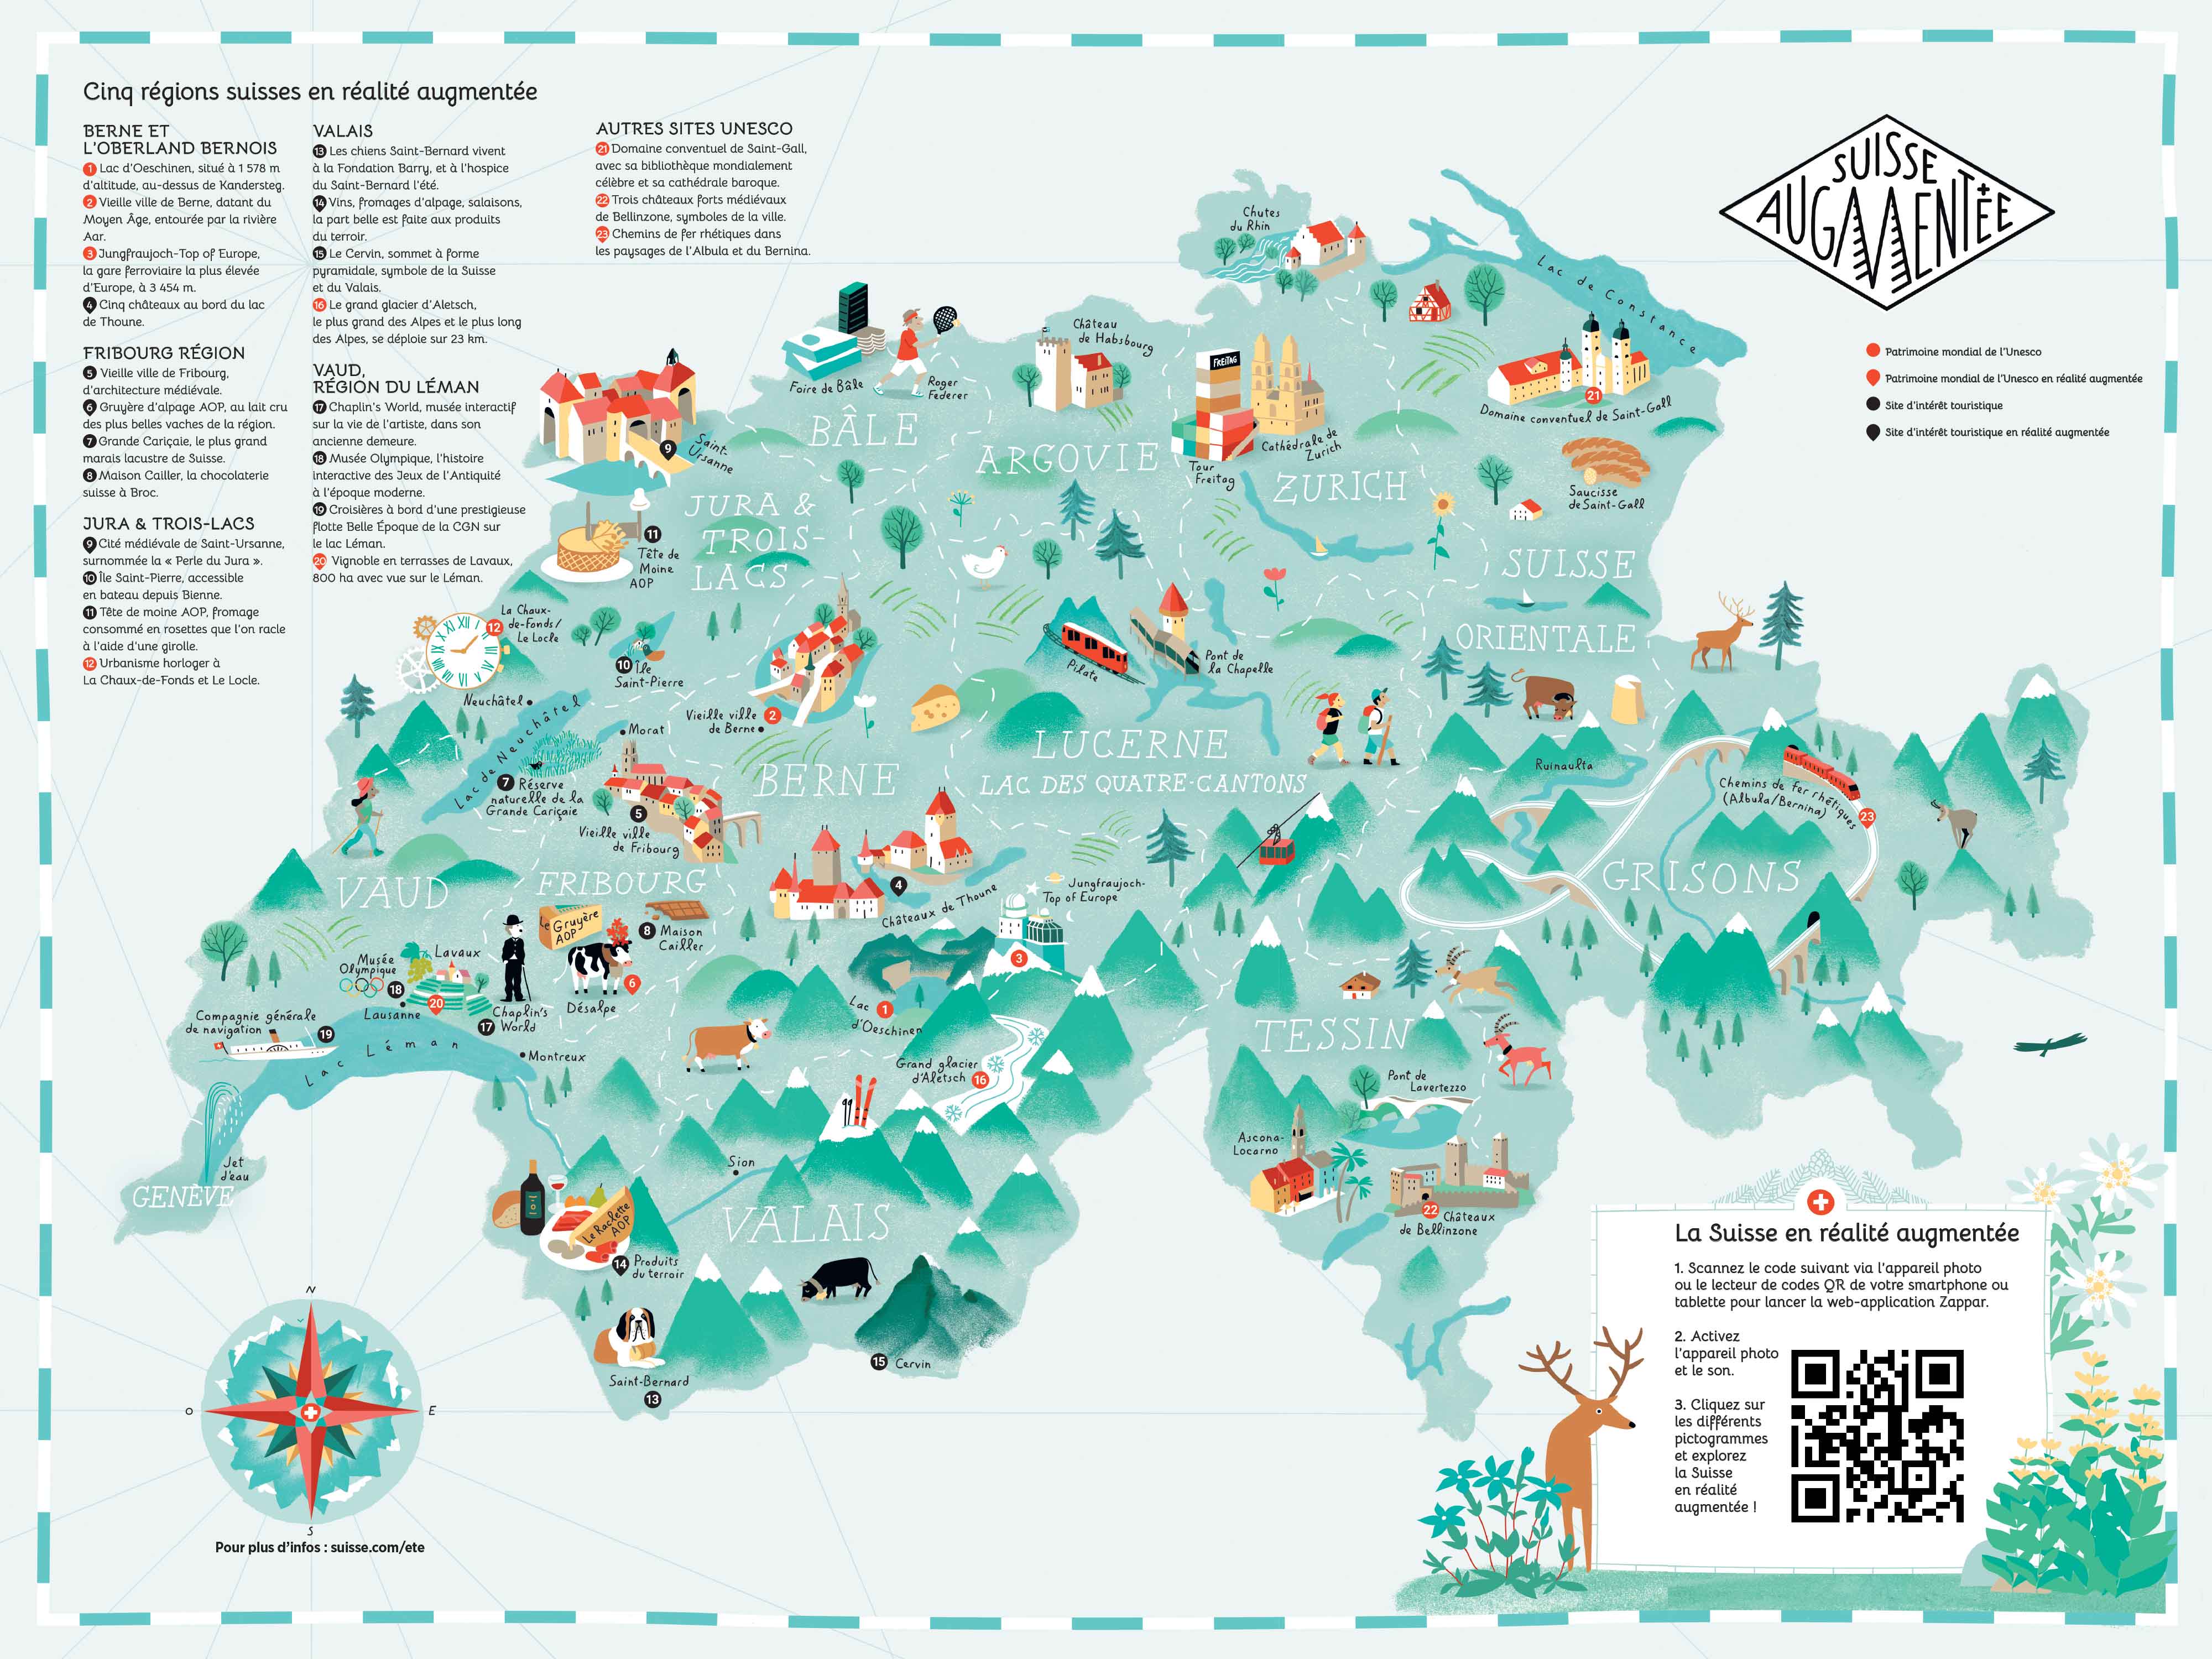 Cinq régions suisses en réalité augmentée
BERNE ET
L'OBERLAND BERNOIS
1 Lac d'Oeschinen, situé à 1 578 m
d'altitude, au-dessus de Kandersteg.
2 Vieille ville de Berne, datant du
Moyen Âge, entourée par la rivière
Aar.
3 Jungfraujoch-Top of Europe,
la gare ferroviaire la plus élevée
d'Europe, à 3 454 m.
4 Cinq châteaux au bord du lac
de Thoune.
FRIBOURG RÉGION
5 Vieille ville de Fribourg,
d'architecture médiévale.
6 Gruyère d'alpage AOP, au lait cru
des plus belles vaches de la région.
7 Grande Cariçaie, le plus grand
marais lacustre de Suisse.
8 Maison Cailler, la chocolaterie
suisse à Broc.
JURA & TROIS-LACS
9 Cité médiévale de Saint-Ursanne,
surnommée la « Perle du Jura ».
10 Île Saint-Pierre, accessible
en bateau depuis Bienne.
11 Tête de moine AOP, fromage
consommé en rosettes que l'on racle
à l'aide d'une girolle.
12 Urbanisme horloger à
La Chaux-de-Fonds et Le Locle.
VALAIS
13 Les chiens Saint-Bernard vivent
à la Fondation Barry, et à l'hospice
du Saint-Bernard l'été.
14 Vins, fromages d'alpage, salaisons,
la part belle est faite aux produits
du terroir.
15 Le Cervin, sommet à forme
pyramidale, symbole de la Suisse
et du Valais.
16 Le grand glacier d'Aletsch,
le plus grand des Alpes et le plus long
des Alpes, se déploie sur 23 km.
VAUD,
RÉGION DU LÉMAN
17 Chaplin's World, musée interactif
sur la vie de l'artiste, dans son
ancienne demeure.
18 Musée Olympique, l'histoire
interactive des Jeux de l'Antiquité
à l'époque moderne.
19 Croisières à bord d'une prestigieuse
flotte Belle Époque de la CGN sur
le lac Léman.
20 Vignoble en terrasses de Lavaux,
800 ha avec vue sur le Léman.
AUTRES SITES UNESCO
21 Domaine conventuel de Saint-Gall,
avec sa bibliothèque mondialement
célèbre et sa cathédrale baroque.
22 Trois châteaux forts médiévaux
de Bellinzone, symboles de la ville.
23 Chemins de fer rhétiques dans
les paysages de l'Albula et du Bernina.
SUISSE
AUGMENTÉE
Patrimoine mondial de l'Unesco
Patrimoine mondial de l'Unesco en réalité augmentée
Site d'intérêt touristique
Site d'intérêt touristique en réalité augmentée
Chutes
du Rhin
Lac de Constance
Château
de Habsbourg
Foire de Bâle
Roger
Federer
BÂLE
ARGOVIE
FREITAG
Tour
Freitag
Cathédrale de
Zurich
ZURICH
21
Domaine conventuel de Saint-Gall
Saucisse
de Saint-Gall
9
Saint-
Ursanne
JURA &
TROIS-
LACS
11
Tête de
Moine
AOP
SUISSE
ORIENTALE
XII
12
La Chaux-
de-Fonds/
Le Locle
10 Île
Saint-Pierre
Pilate
Pont de
la Chapelle
Neuchâtel
Lac de Neuchâtel
Vieille ville 2
de Berne
Morat
7 Réserve
naturelle de la
Grande Cariçaie
5
Vieille ville
de Fribourg
BERNE
LUCERNE
LAC DES QUATRE-CANTONS
Ruinaulta
Chemins de fer rhétiques
(Albula/Bernina)
23
GRISONS
VAUD
FRIBOURG
4
Châteaux de Thoune
Jungfraujoch-
Top of Europe
3
Le Gruyère
AOP
8 Maison
Cailler
6
Désalpe
Musée
Olympique
18
Lavaux
20
Lausanne
Chaplin's
17 World
Compagnie générale
de navigation
19
Lac Léman
Montreux
Lac 1
d'Oeschinen
Grand glacier
d'Aletsch 16
TESSIN
Pont de
Lavertezzo
Ascona-
Locarno
22 Châteaux
de Bellinzone
Jet
d'eau
GENÈVE
Sion
VALAIS
Le Raclette
AOP
14 Produits
du terroir
Saint-Bernard
13
15 Cervin
N
O
E
S
Pour plus d'infos : suisse.com/ete
La Suisse en réalité augmentée
1. Scannez le code suivant via l'appareil photo
ou le lecteur de codes QR de votre smartphone ou
tablette pour lancer la web-application Zappar.
2. Activez
l'appareil photo
et le son.
3. Cliquez sur
les différents
pictogrammes
et explorez
la Suisse
en réalité
augmentée !